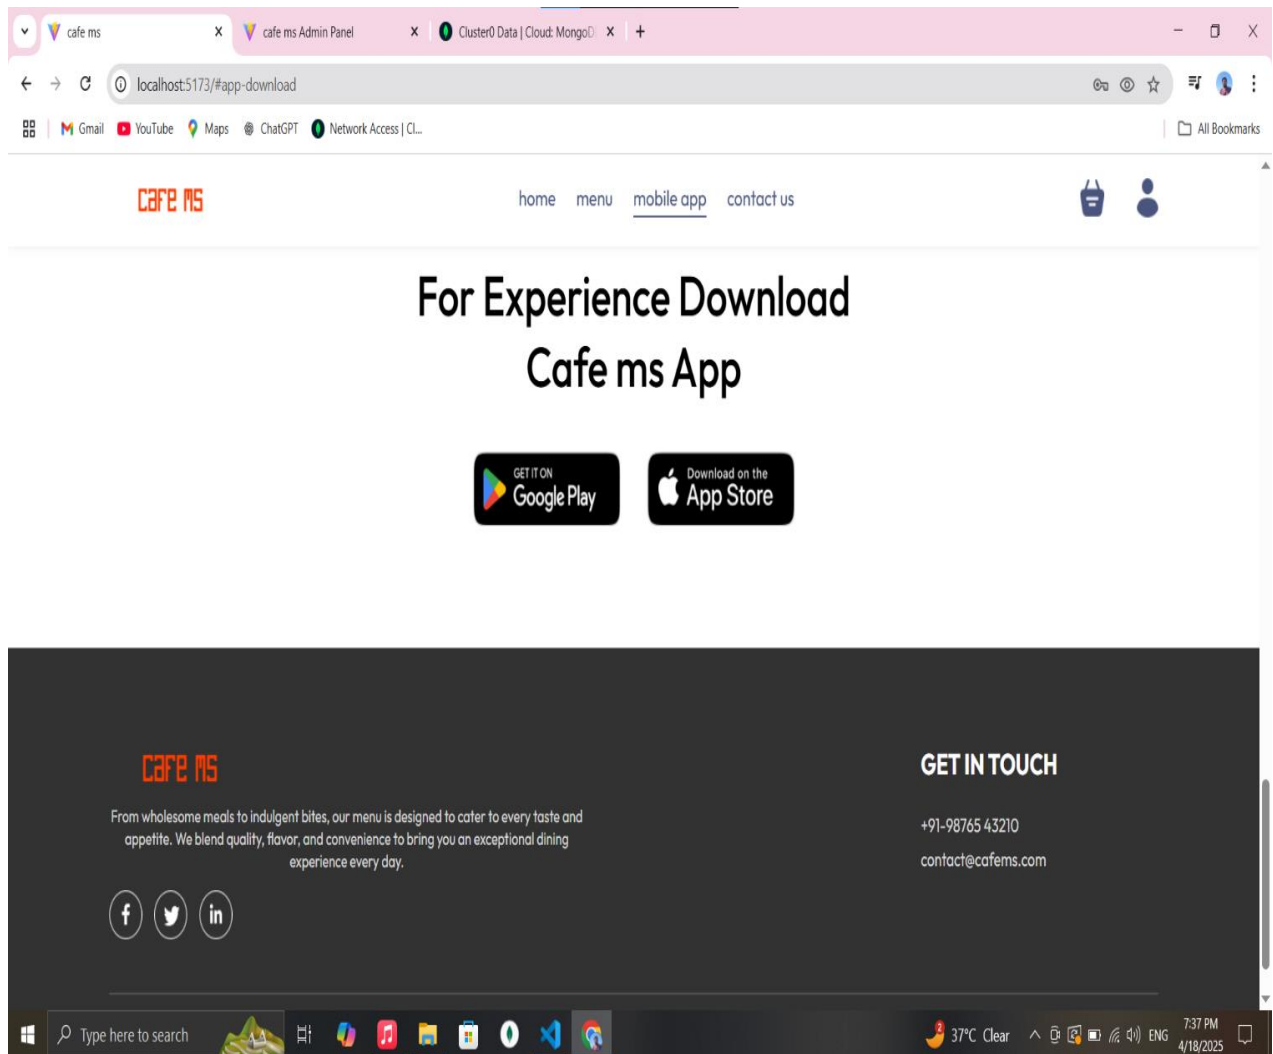 cafe ms
cafe ms Admin Panel
Cluster0 Data | Cloud: MongoD
localhost:5173/#app-download
Gmail
YouTube
Maps
ChatGPT
Network Access | Cl...
All Bookmarks
cafe ms
home
menu
mobile app
contact us
For Experience Download
Cafe ms App
GET IT ON
Google Play
Download on the
App Store
cafe ms
From wholesome meals to indulgent bites, our menu is designed to cater to every taste and
appetite. We blend quality, flavor, and convenience to bring you an exceptional dining
experience every day.
f
in
GET IN TOUCH
+91-98765 43210
contact@cafems.com
Type here to search
2
37°C Clear
ENG
7:37 PM
4/18/2025